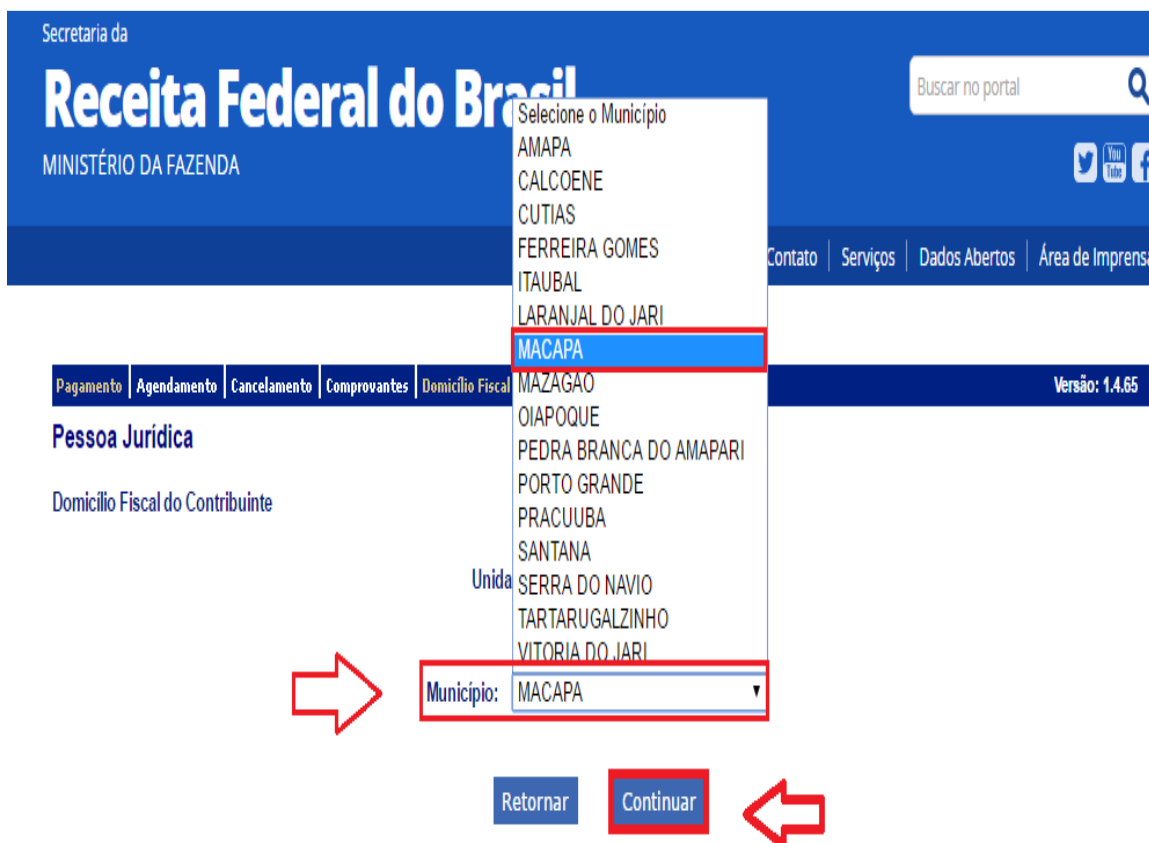 Secretaria da
Receita Federal do Brasil
MINISTÉRIO DA FAZENDA
Buscar no portal
You
Tube
Contato | Serviços | Dados Abertos | Área de Imprensa
Selecione o Município
AMAPA
CALCOENE
CUTIAS
FERREIRA GOMES
ITAUBAL
LARANJAL DO JARI
MACAPA
MAZAGAO
OIAPOQUE
PEDRA BRANCA DO AMAPARI
PORTO GRANDE
PRACUUBA
SANTANA
SERRA DO NAVIO
TARTARUGALZINHO
VITORIA DO JARI
Pagamento | Agendamento | Cancelamento | Comprovantes | Domicílio Fiscal
Versão: 1.4.65
Pessoa Jurídica
Domicílio Fiscal do Contribuinte
Unida
Município: MACAPA
Retornar Continuar